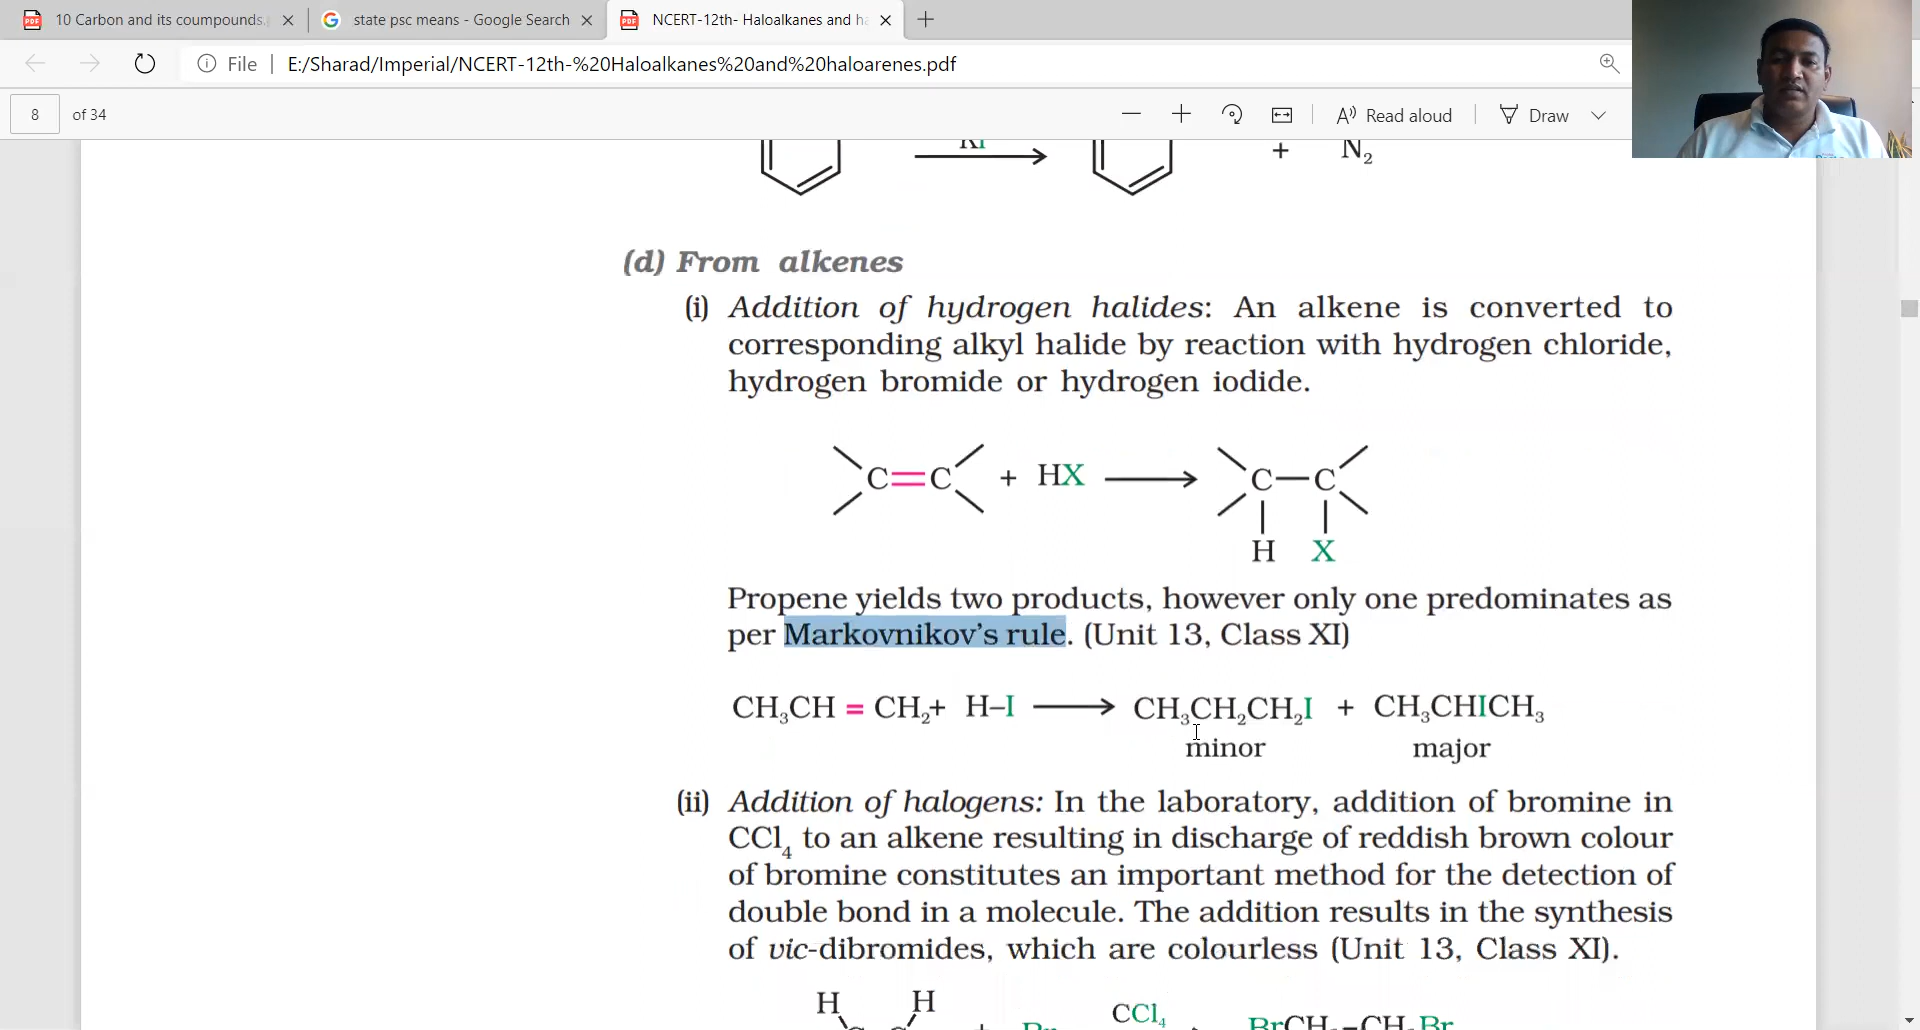 10 Carbon and its coumpounds.
state psc means - Google Search
NCERT-12th- Haloalkanes and ha
File
E:/Sharad/Imperial/NCERT-12th-%20Haloalkanes%20and%20haloarenes.pdf
8 of 34
Read aloud
Draw
KI
+ N₂
(d) From alkenes
(i) Addition of hydrogen halides: An alkene is converted to
corresponding alkyl halide by reaction with hydrogen chloride,
hydrogen bromide or hydrogen iodide.
C=C + HX ⟶ C—C
H X
Propene yields two products, however only one predominates as
per Markovnikov’s rule. (Unit 13, Class XI)
CH₃CH = CH₂+ H–I ⟶ CH₃CH₂CH₂I + CH₃CHICH₃
minor major
(ii) Addition of halogens: In the laboratory, addition of bromine in
CCl₄ to an alkene resulting in discharge of reddish brown colour
of bromine constitutes an important method for the detection of
double bond in a molecule. The addition results in the synthesis
of vic-dibromides, which are colourless (Unit 13, Class XI).
H H
CCl₄
BrCH₂–CH₂Br